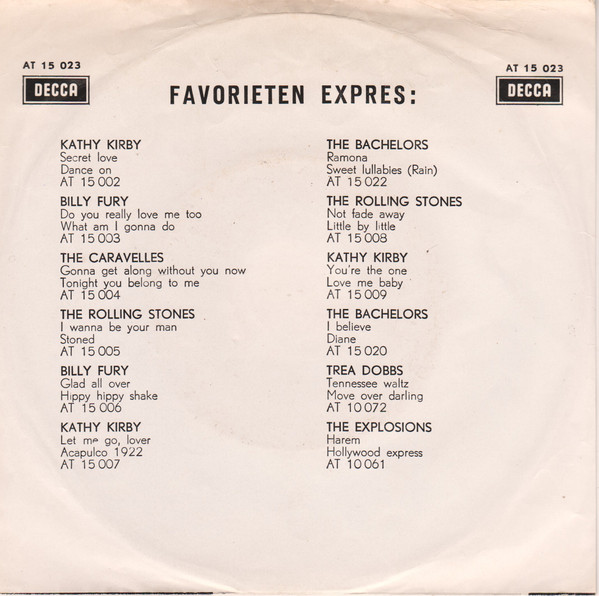 AT 15 023
DECCA
AT 15 023
DECCA
FAVORIETEN EXPRES:
KATHY KIRBY
Secret love
Dance on
AT 15 002
BILLY FURY
Do you really love me too
What am I gonna do
AT 15 003
THE CARAVELLES
Gonna get along without you now
Tonight you belong to me
AT 15 004
THE ROLLING STONES
I wanna be your man
Stoned
AT 15 005
BILLY FURY
Glad all over
Hippy hippy shake
AT 15 006
KATHY KIRBY
Let me go, lover
Acapulco 1922
AT 15 007
THE BACHELORS
Ramona
Sweet lullabies (Rain)
AT 15 022
THE ROLLING STONES
Not fade away
Little by little
AT 15 008
KATHY KIRBY
You're the one
Love me baby
AT 15 009
THE BACHELORS
I believe
Diane
AT 15 020
TREA DOBBS
Tennessee waltz
Move over darling
AT 10 072
THE EXPLOSIONS
Harem
Hollywood express
AT 10 061